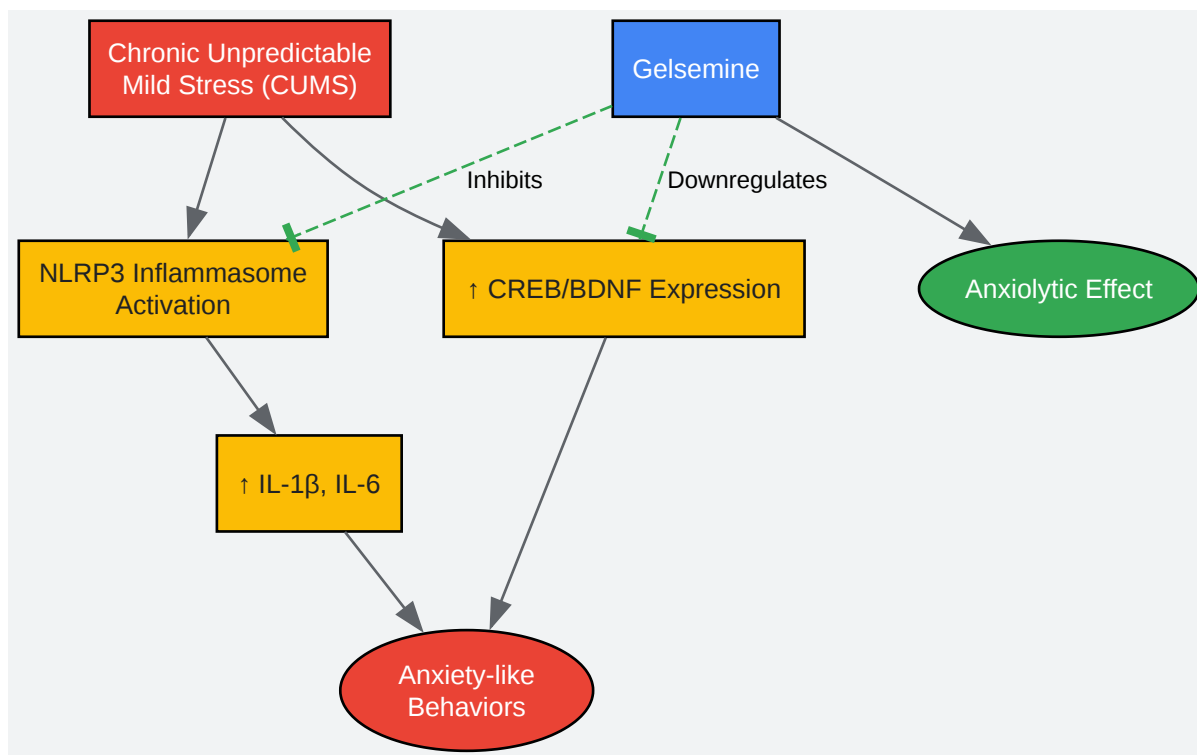 Chronic Unpredictable
Mild Stress (CUMS)
Gelsemine
Inhibits
Downregulates
NLRP3 Inflammasome
Activation
↑ CREB/BDNF Expression
Anxiolytic Effect
↑ IL-1β, IL-6
Anxiety-like
Behaviors